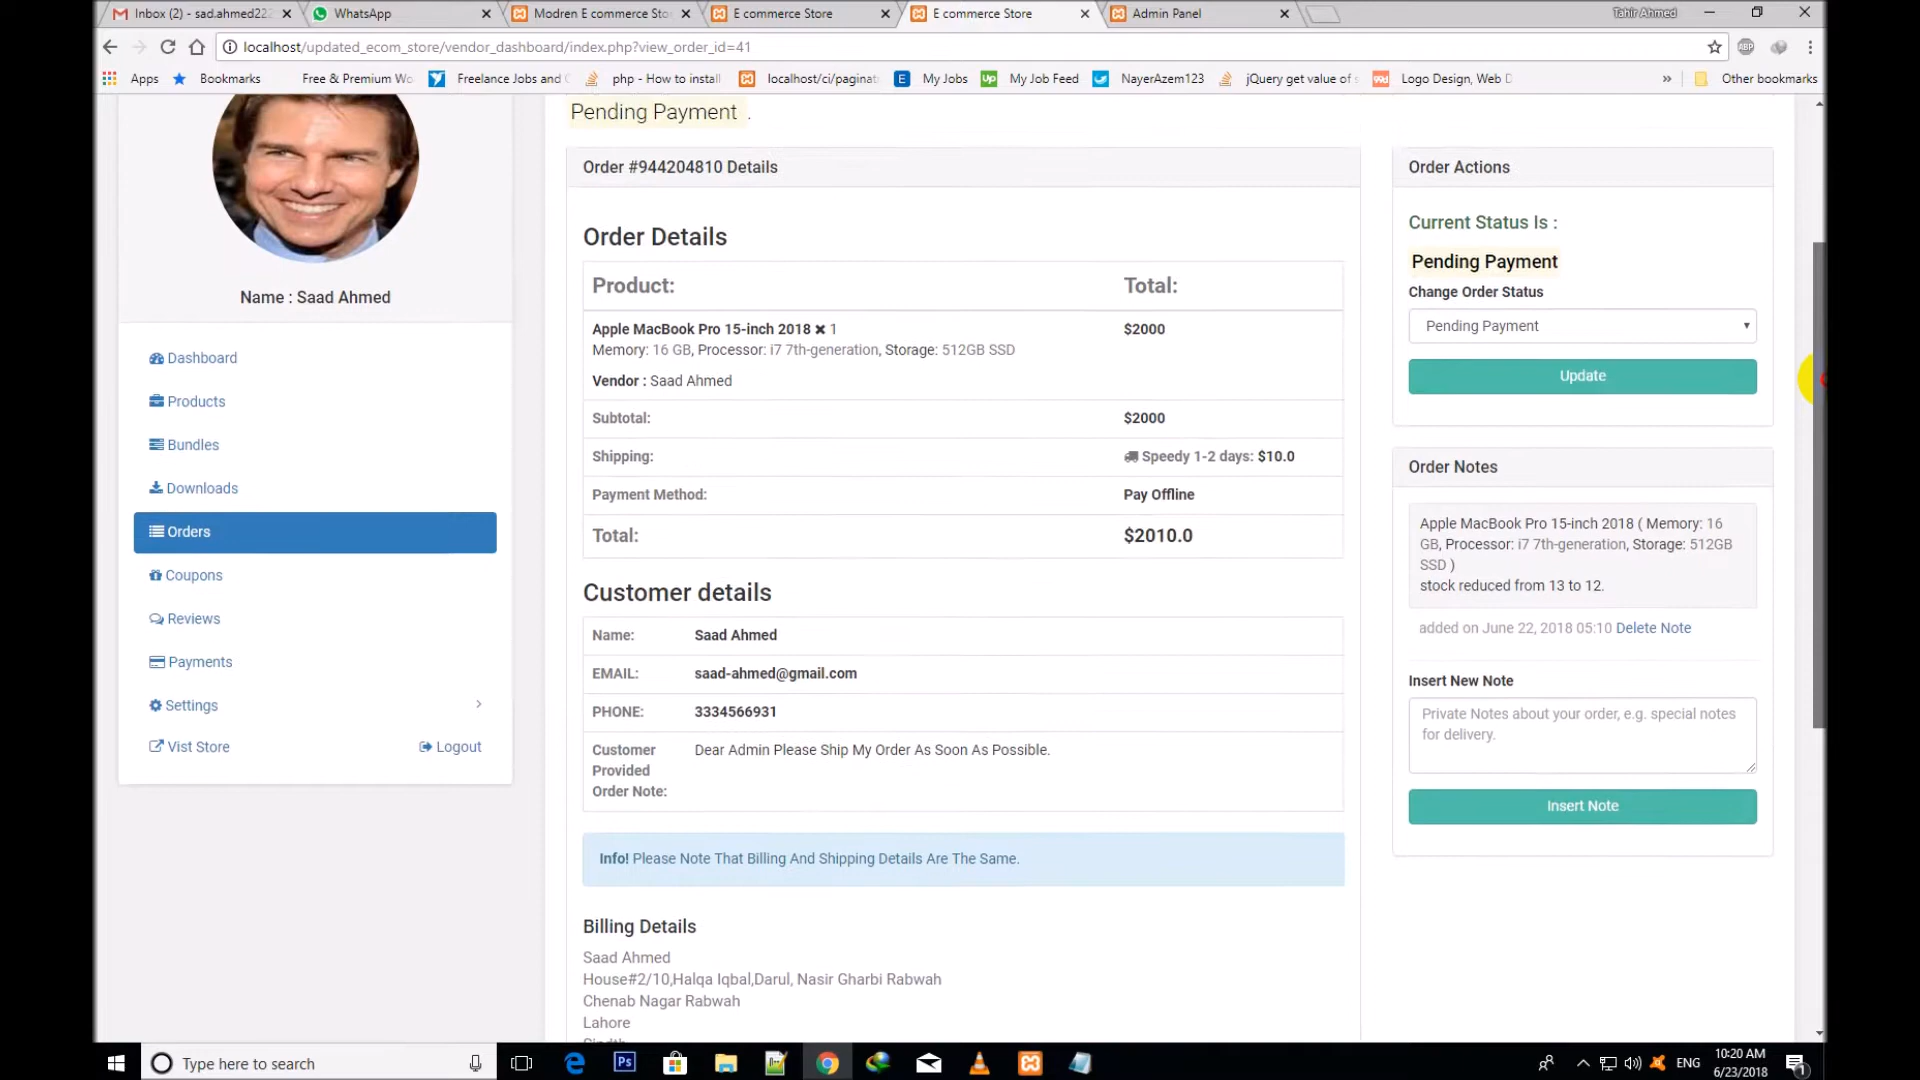 Inbox (2) - sad.ahmed222
WhatsApp
Modren E commerce Sto
E commerce Store
E commerce Store
Admin Panel
Tahir Ahmed
localhost/updated_ecom_store/vendor_dashboard/index.php?view_order_id=41
Apps
Bookmarks
Free & Premium Wo
Freelance Jobs and
php - How to install
localhost/ci/paginat
My Jobs
My Job Feed
NayerAzem123
jQuery get value of s
Logo Design, Web D
»
Other bookmarks
Pending Payment .
Name : Saad Ahmed
Dashboard
Products
Bundles
Downloads
Orders
Coupons
Reviews
Payments
Settings
Vist Store
Logout
Order #944204810 Details
Order Details
Product: Total:
Apple MacBook Pro 15-inch 2018 ✖ 1 $2000
Memory: 16 GB, Processor: i7 7th-generation, Storage: 512GB SSD
Vendor : Saad Ahmed
Subtotal: $2000
Shipping: Speedy 1-2 days: $10.0
Payment Method: Pay Offline
Total: $2010.0
Customer details
Name: Saad Ahmed
EMAIL: saad-ahmed@gmail.com
PHONE: 3334566931
Customer Dear Admin Please Ship My Order As Soon As Possible.
Provided
Order Note:
Info! Please Note That Billing And Shipping Details Are The Same.
Billing Details
Saad Ahmed
House#2/10,Halqa Iqbal,Darul, Nasir Gharbi Rabwah
Chenab Nagar Rabwah
Lahore
Order Actions
Current Status Is :
Pending Payment
Change Order Status
Pending Payment
Update
Order Notes
Apple MacBook Pro 15-inch 2018 ( Memory: 16
GB, Processor: i7 7th-generation, Storage: 512GB
SSD )
stock reduced from 13 to 12.
added on June 22, 2018 05:10 Delete Note
Insert New Note
Private Notes about your order, e.g. special notes
for delivery.
Insert Note
Type here to search
Ps
ENG
10:20 AM
6/23/2018
1